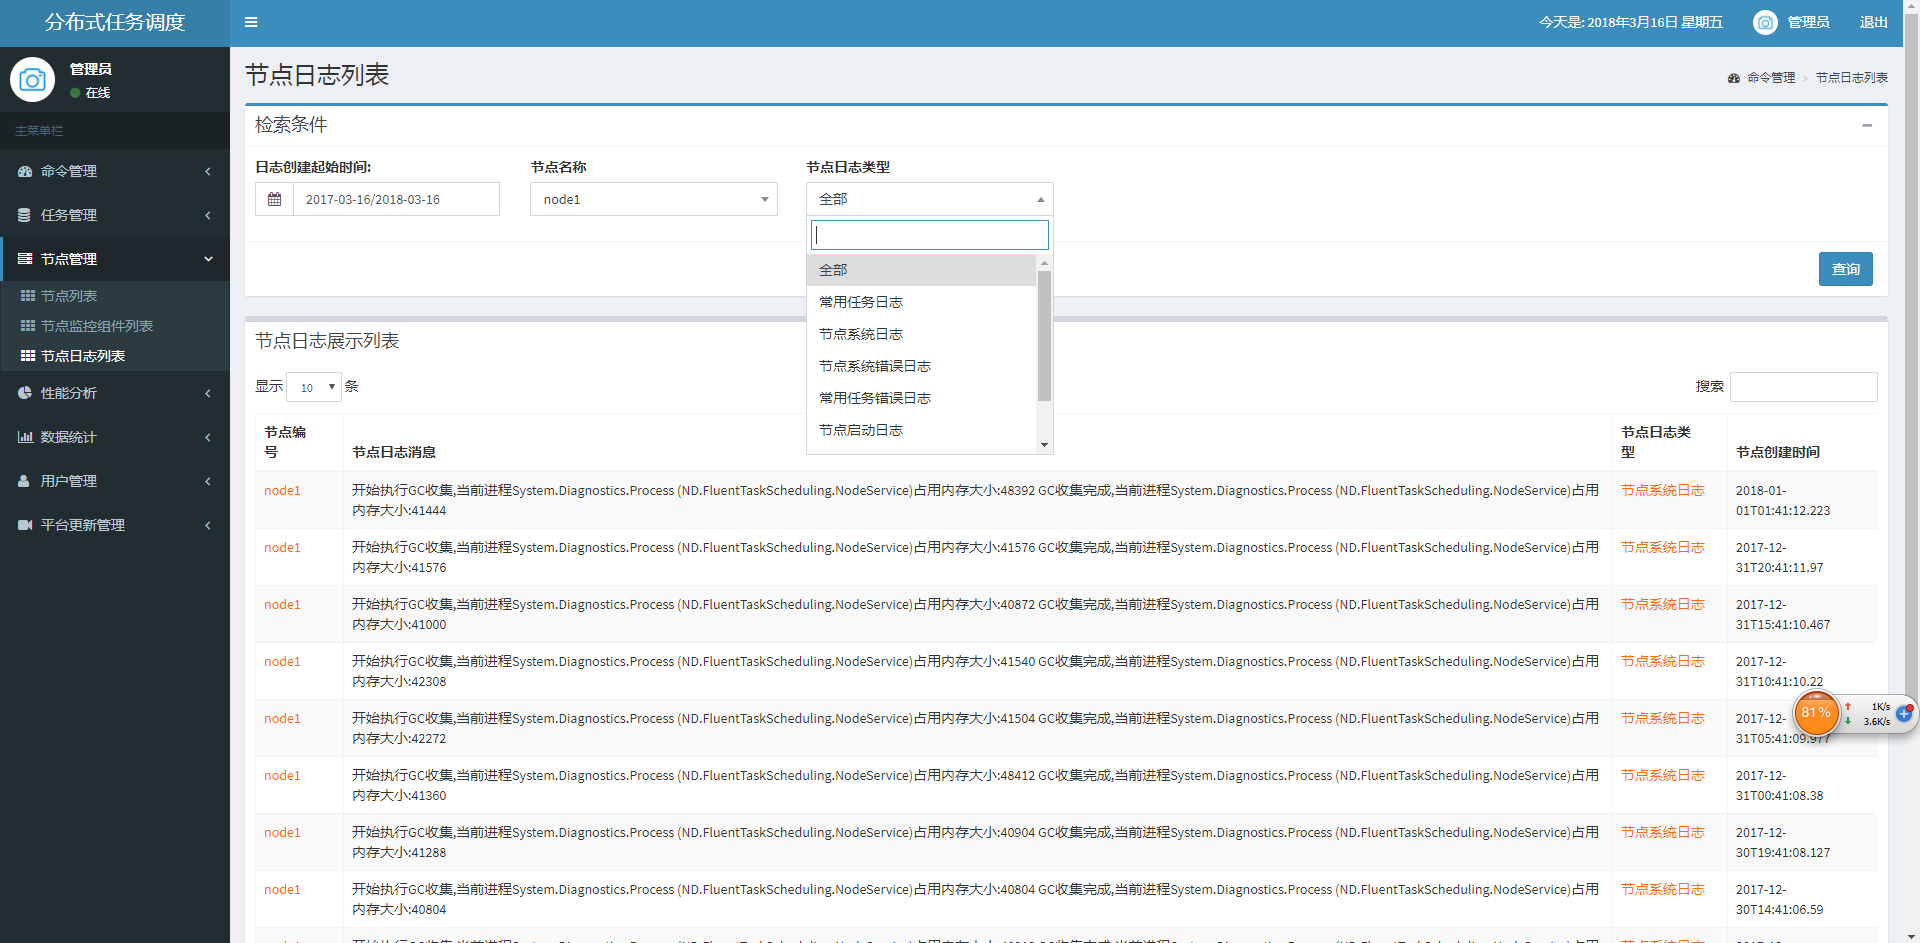 分布式任务调度
今天是: 2018年3月16日 星期五
管理员
退出
管理员
在线
主菜单栏
命令管理
任务管理
节点管理
节点列表
节点监控组件列表
节点日志列表
性能分析
数据统计
用户管理
平台更新管理
节点日志列表
命令管理 > 节点日志列表
检索条件
日志创建起始时间:
2017-03-16/2018-03-16
节点名称
node1
节点日志类型
全部
全部
常用任务日志
节点系统日志
节点系统错误日志
常用任务错误日志
节点启动日志
查询
节点日志展示列表
显示 10 条
搜索
节点编
号
节点日志消息
节点日志类
型
节点创建时间
node1
开始执行GC收集,当前进程System.Diagnostics.Process (ND.FluentTaskScheduling.NodeService)占用内存大小:48392 GC收集完成,当前进程System.Diagnostics.Process (ND.FluentTaskScheduling.NodeService)占用
内存大小:41444
节点系统日志
2018-01-
01T01:41:12.223
node1
开始执行GC收集,当前进程System.Diagnostics.Process (ND.FluentTaskScheduling.NodeService)占用内存大小:41576 GC收集完成,当前进程System.Diagnostics.Process (ND.FluentTaskScheduling.NodeService)占用
内存大小:41576
节点系统日志
2017-12-
31T20:41:11.97
node1
开始执行GC收集,当前进程System.Diagnostics.Process (ND.FluentTaskScheduling.NodeService)占用内存大小:40872 GC收集完成,当前进程System.Diagnostics.Process (ND.FluentTaskScheduling.NodeService)占用
内存大小:41000
节点系统日志
2017-12-
31T15:41:10.467
node1
开始执行GC收集,当前进程System.Diagnostics.Process (ND.FluentTaskScheduling.NodeService)占用内存大小:41540 GC收集完成,当前进程System.Diagnostics.Process (ND.FluentTaskScheduling.NodeService)占用
内存大小:42308
节点系统日志
2017-12-
31T10:41:10.22
node1
开始执行GC收集,当前进程System.Diagnostics.Process (ND.FluentTaskScheduling.NodeService)占用内存大小:41504 GC收集完成,当前进程System.Diagnostics.Process (ND.FluentTaskScheduling.NodeService)占用
内存大小:42272
节点系统日志
2017-12-
31T05:41:09.977
81%
1K/s
3.6K/s
node1
开始执行GC收集,当前进程System.Diagnostics.Process (ND.FluentTaskScheduling.NodeService)占用内存大小:48412 GC收集完成,当前进程System.Diagnostics.Process (ND.FluentTaskScheduling.NodeService)占用
内存大小:41360
节点系统日志
2017-12-
31T00:41:08.38
node1
开始执行GC收集,当前进程System.Diagnostics.Process (ND.FluentTaskScheduling.NodeService)占用内存大小:40904 GC收集完成,当前进程System.Diagnostics.Process (ND.FluentTaskScheduling.NodeService)占用
内存大小:41288
节点系统日志
2017-12-
30T19:41:08.127
node1
开始执行GC收集,当前进程System.Diagnostics.Process (ND.FluentTaskScheduling.NodeService)占用内存大小:40804 GC收集完成,当前进程System.Diagnostics.Process (ND.FluentTaskScheduling.NodeService)占用
内存大小:40804
节点系统日志
2017-12-
30T14:41:06.59